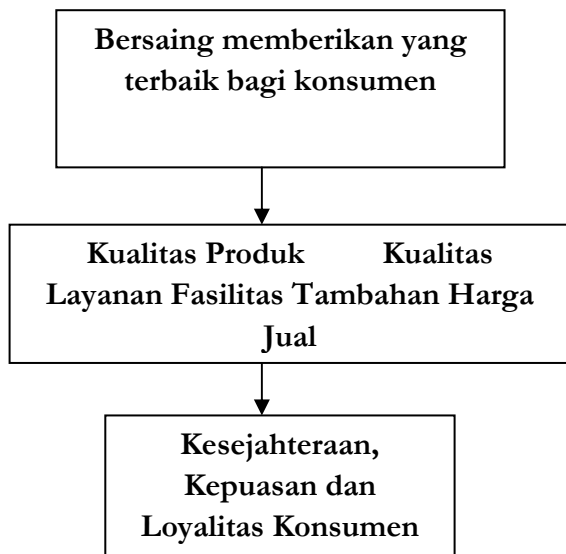 Bersaing memberikan yang
terbaik bagi konsumen
Kualitas Produk Kualitas
Layanan Fasilitas Tambahan Harga
Jual
Kesejahteraan,
Kepuasan dan
Loyalitas Konsumen